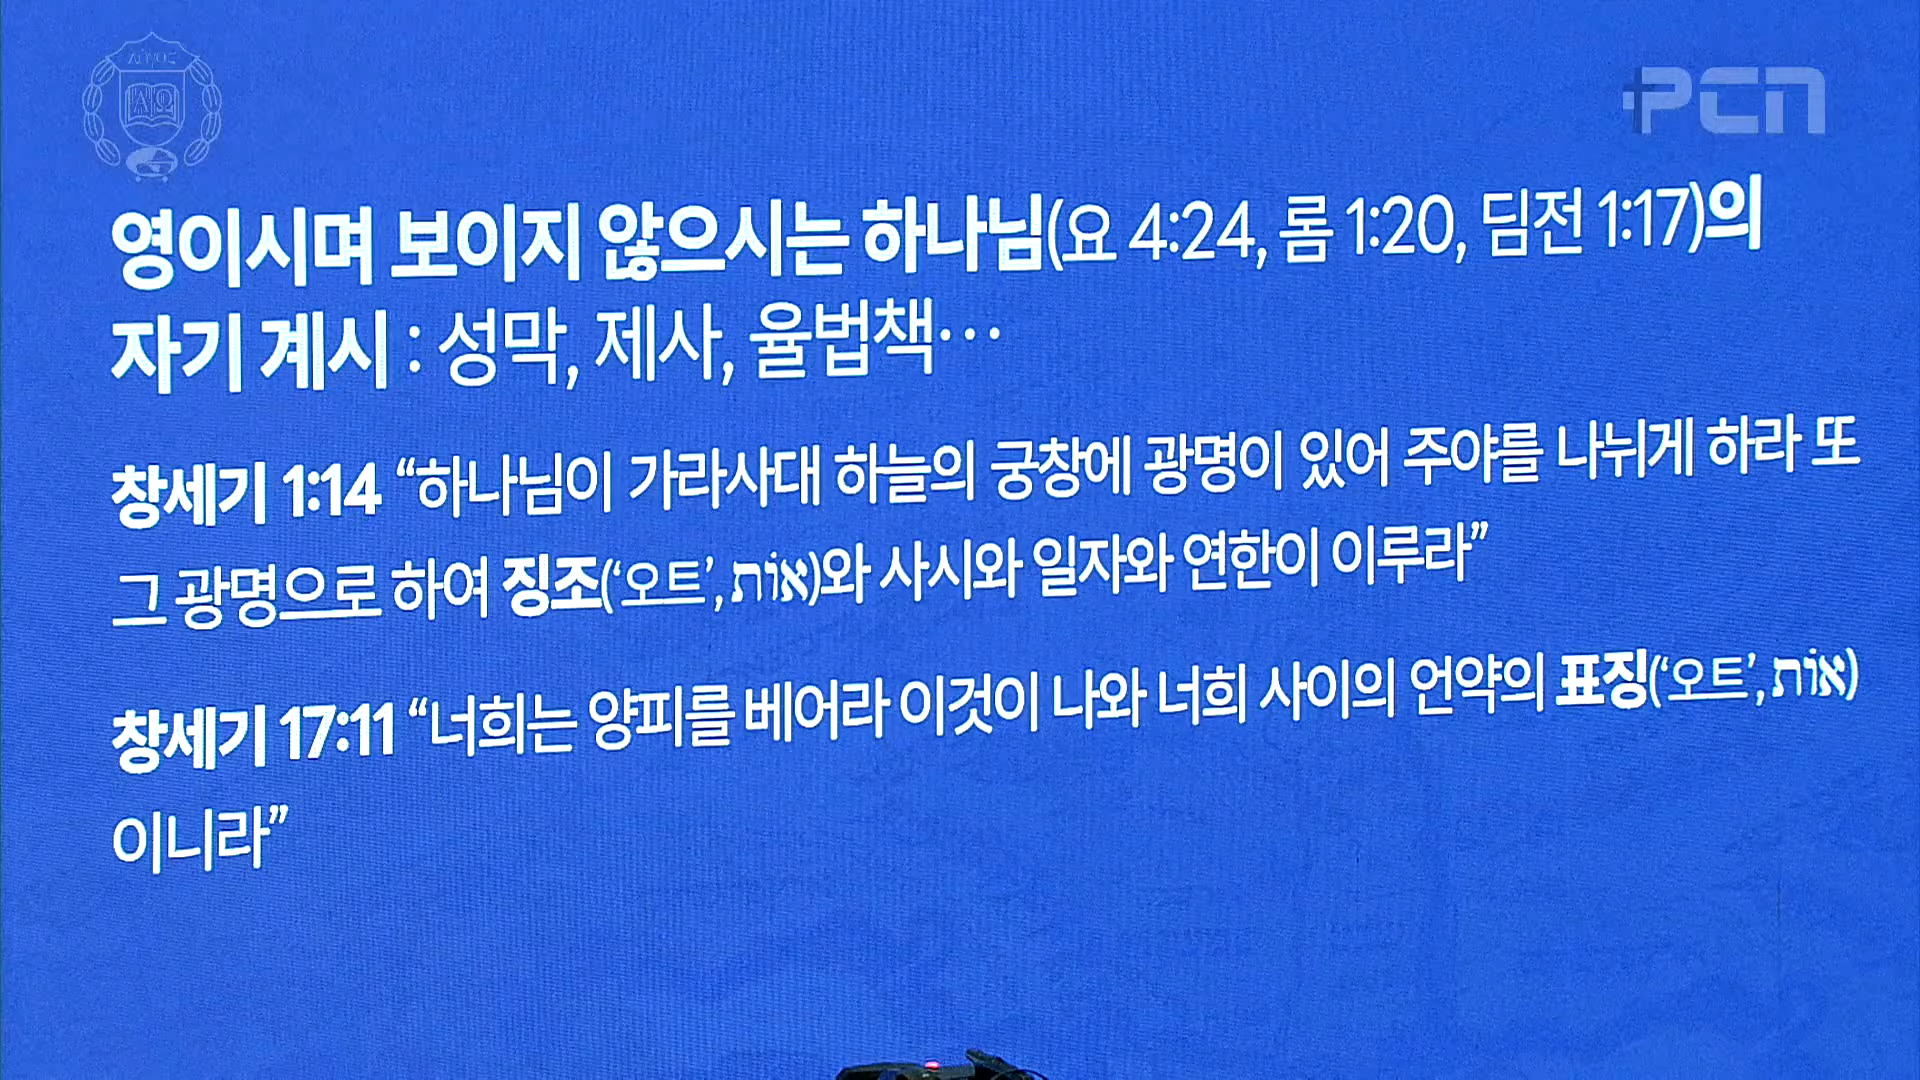 ΛΟΓΟΣ
Α Ω
PCN
영이시며 보이지 않으시는 하나님(요 4:24, 롬 1:20, 딤전 1:17)의
자기 계시 : 성막, 제사, 율법책…
창세기 1:14 “하나님이 가라사대 하늘의 궁창에 광명이 있어 주야를 나뉘게 하라 또
그 광명으로 하여 징조(‘오트’, אוֹת)와 사시와 일자와 연한이 이루라”
창세기 17:11 “너희는 양피를 베어라 이것이 나와 너희 사이의 언약의 표징(‘오트’, אוֹת)
이니라”